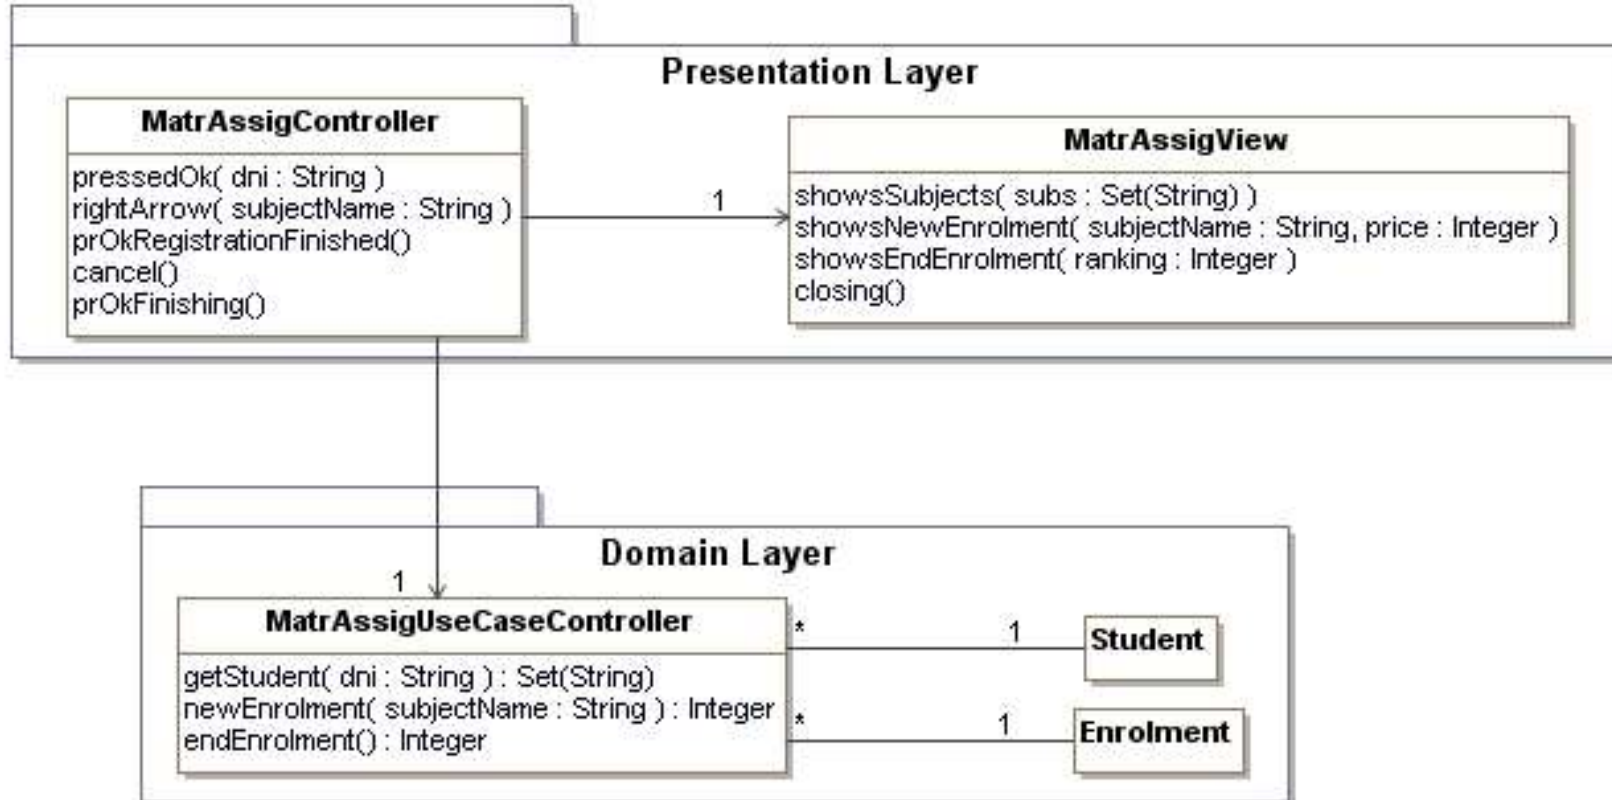 Presentation Layer
MatrAssigController
pressedOk( dni : String )
rightArrow( subjectName : String )
prOkRegistrationFinished()
cancel()
prOkFinishing()
1
MatrAssigView
showsSubjects( subs : Set(String) )
showsNewEnrolment( subjectName : String, price : Integer )
showsEndEnrolment( ranking : Integer )
closing()
Domain Layer
1
MatrAssigUseCaseController
getStudent( dni : String ) : Set(String)
newEnrolment( subjectName : String ) : Integer
endEnrolment() : Integer
* 1
Student
* 1
Enrolment